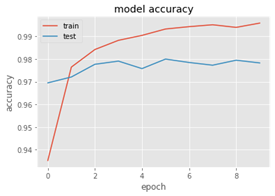 model accuracy
train
test
0.99
0.98
0.97
0.96
0.95
0.94
accuracy
0 2 4 6 8
epoch